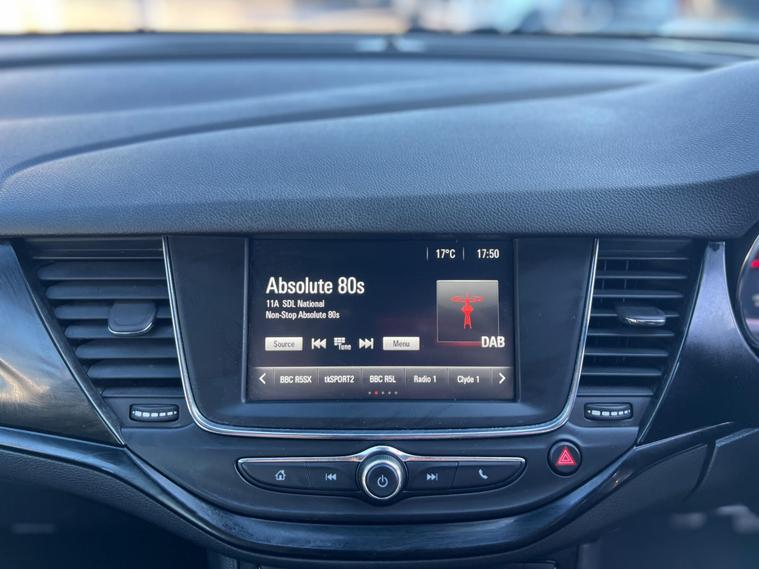 17°C 17:50
Absolute 80s
11A SDL National
Non-Stop Absolute 80s
DAB
Source Tune Menu
BBC R5SX tkSPORT2 BBC R5L Radio 1 Clyde 1